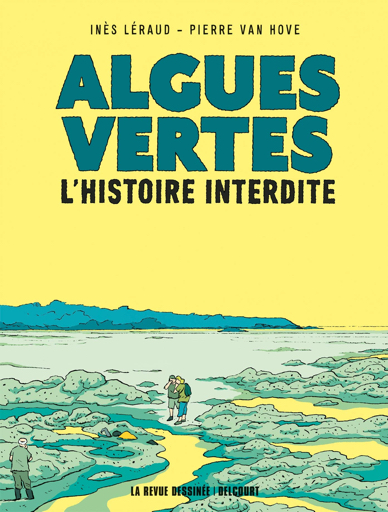 INÈS LÉRAUD – PIERRE VAN HOVE
ALGUES
VERTES
L'HISTOIRE INTERDITE
LA REVUE DESSINÉE | DELCOURT